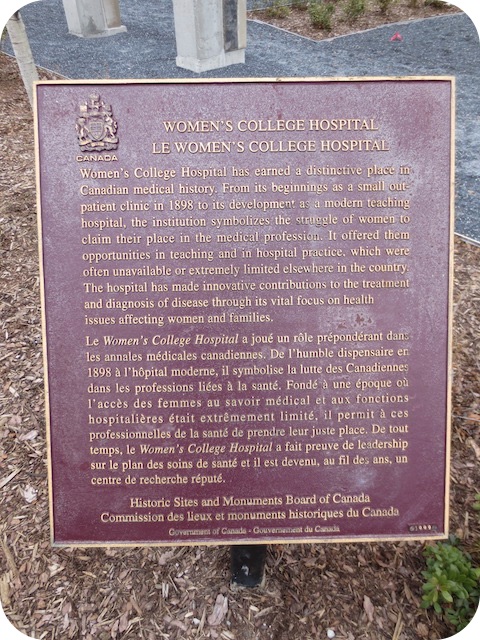 CANADA
WOMEN'S COLLEGE HOSPITAL
LE WOMEN'S COLLEGE HOSPITAL
Women's College Hospital has earned a distinctive place in
Canadian medical history. From its beginnings as a small out-
patient clinic in 1898 to its development as a modern teaching
hospital, the institution symbolizes the struggle of women to
claim their place in the medical profession. It offered them
opportunities in teaching and in hospital practice, which were
often unavailable or extremely limited elsewhere in the country.
The hospital has made innovative contributions to the treatment
and diagnosis of disease through its vital focus on health
issues affecting women and families.
Le Women's College Hospital a joué un rôle prépondérant dans
les annales médicales canadiennes. De l'humble dispensaire en
1898 à l'hôpital moderne, il symbolise la lutte des Canadiennes
dans les professions liées à la santé. Fondé à une époque où
l'accès des femmes au savoir médical et aux fonctions
hospitalières était extrêmement limité, il permit à ces
professionnelles de la santé de prendre leur juste place. De tout
temps, le Women's College Hospital a fait preuve de leadership
sur le plan des soins de santé et il est devenu, au fil des ans, un
centre de recherche réputé.
Historic Sites and Monuments Board of Canada
Commission des lieux et monuments historiques du Canada
Government of Canada - Gouvernement du Canada